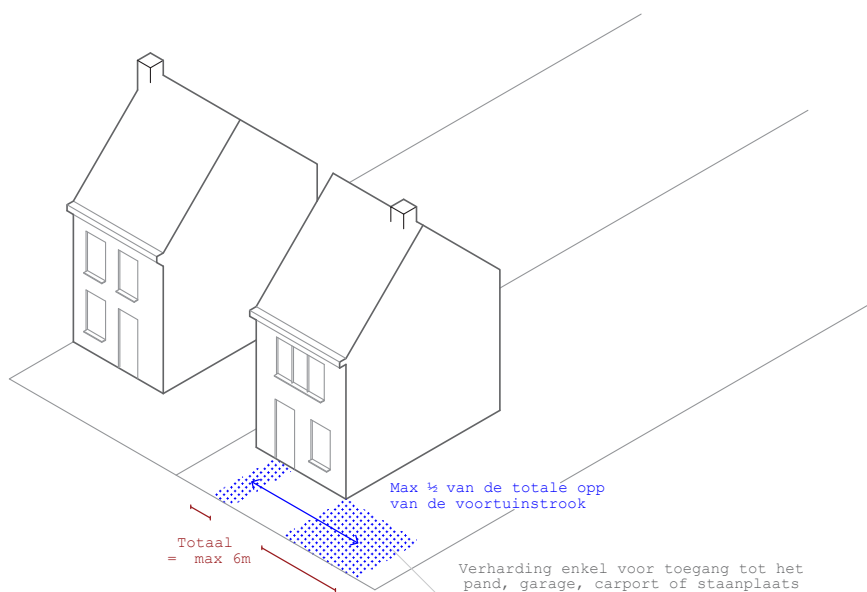 Max ½ van de totale opp
van de voortuinstrook
Totaal
= max 6m
Verharding enkel voor toegang tot het
pand, garage, carport of staanplaats